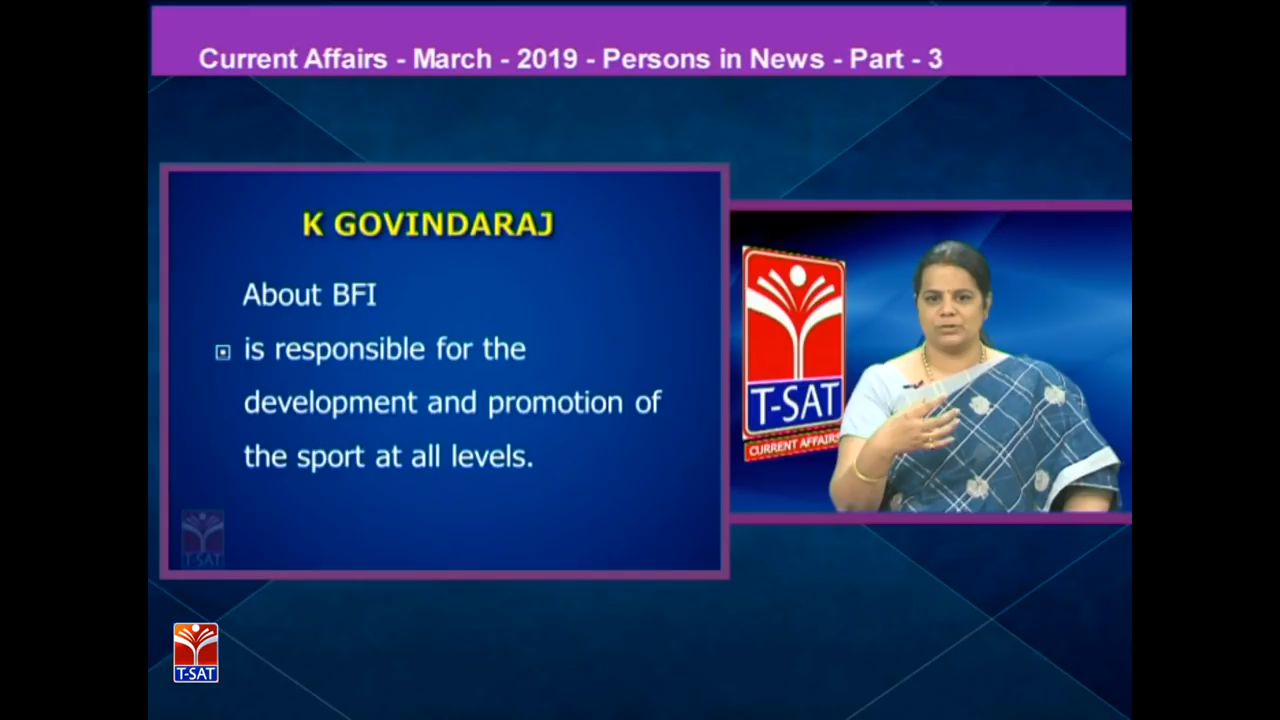 Current Affairs - March - 2019 - Persons in News - Part - 3
K GOVINDARAJ
About BFI
is responsible for the
development and promotion of
the sport at all levels.
T-SAT
T-SAT
CURRENT AFFAIRS
T-SAT